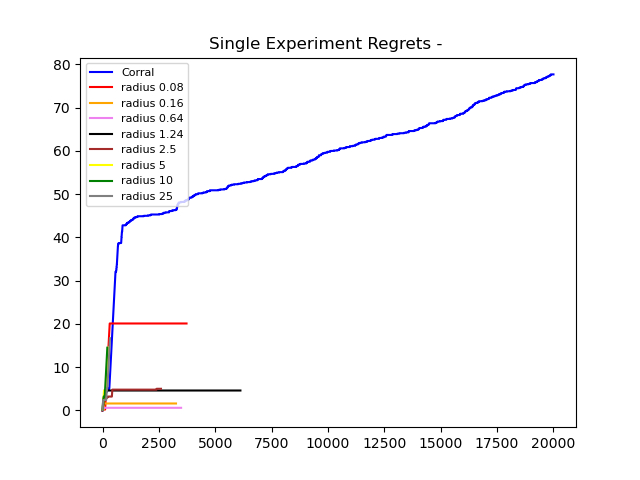 Single Experiment Regrets -
80
70
60
50
40
30
20
10
0
Corral
radius 0.08
radius 0.16
radius 0.64
radius 1.24
radius 2.5
radius 5
radius 10
radius 25
0 2500 5000 7500 10000 12500 15000 17500 20000